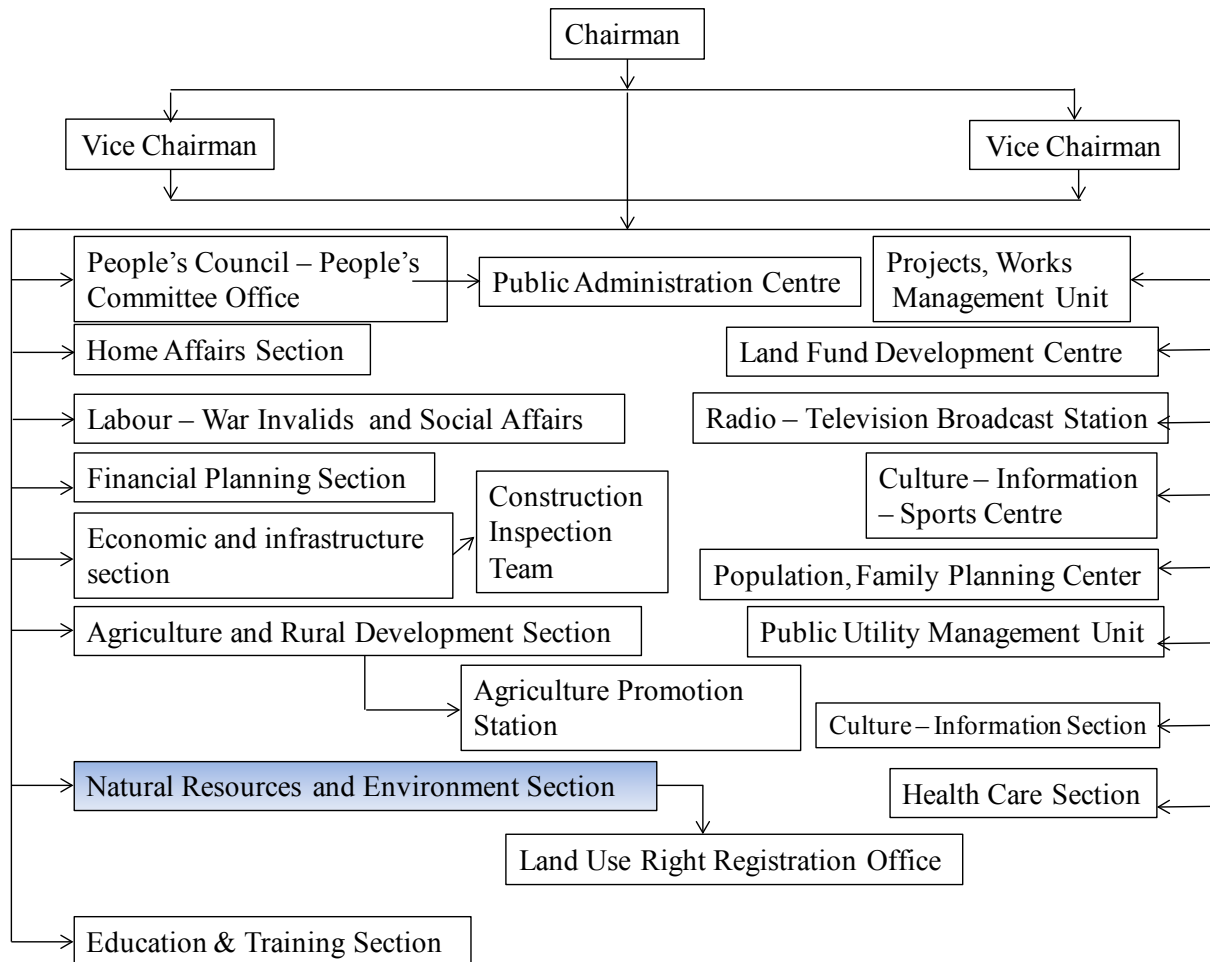 Chairman
Vice Chairman
Vice Chairman
People’s Council – People’s
Committee Office
Public Administration Centre
Projects, Works
Management Unit
Home Affairs Section
Land Fund Development Centre
Labour – War Invalids and Social Affairs
Radio – Television Broadcast Station
Financial Planning Section
Construction
Inspection
Team
Culture – Information
– Sports Centre
Economic and infrastructure
section
Population, Family Planning Center
Agriculture and Rural Development Section
Public Utility Management Unit
Agriculture Promotion
Station
Culture – Information Section
Natural Resources and Environment Section
Health Care Section
Land Use Right Registration Office
Education & Training Section